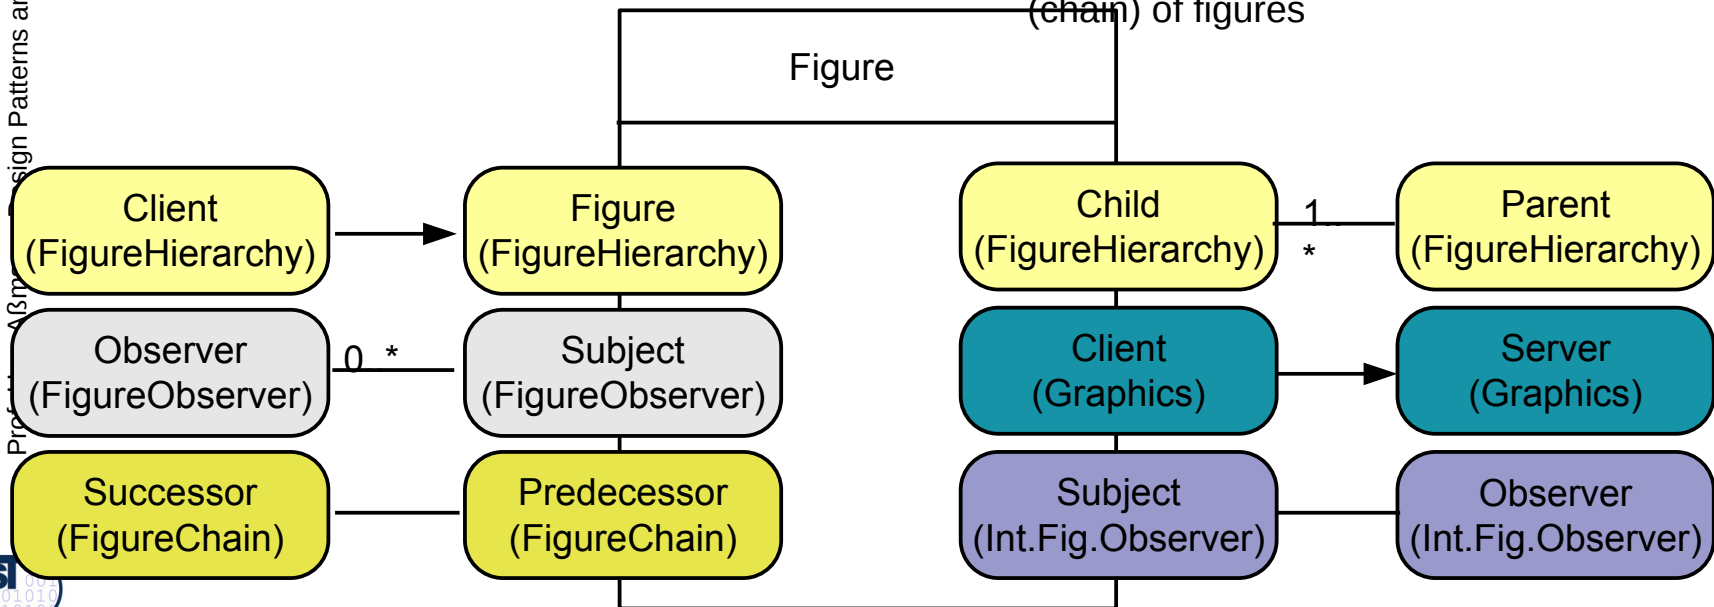 (chain) of figures
Figure
Client
(FigureHierarchy)
Figure
(FigureHierarchy)
Child
(FigureHierarchy)
1..
*
Parent
(FigureHierarchy)
Observer
(FigureObserver)
0..*
Subject
(FigureObserver)
Client
(Graphics)
Server
(Graphics)
Successor
(FigureChain)
Predecessor
(FigureChain)
Subject
(Int.Fig.Observer)
Observer
(Int.Fig.Observer)
Patterns